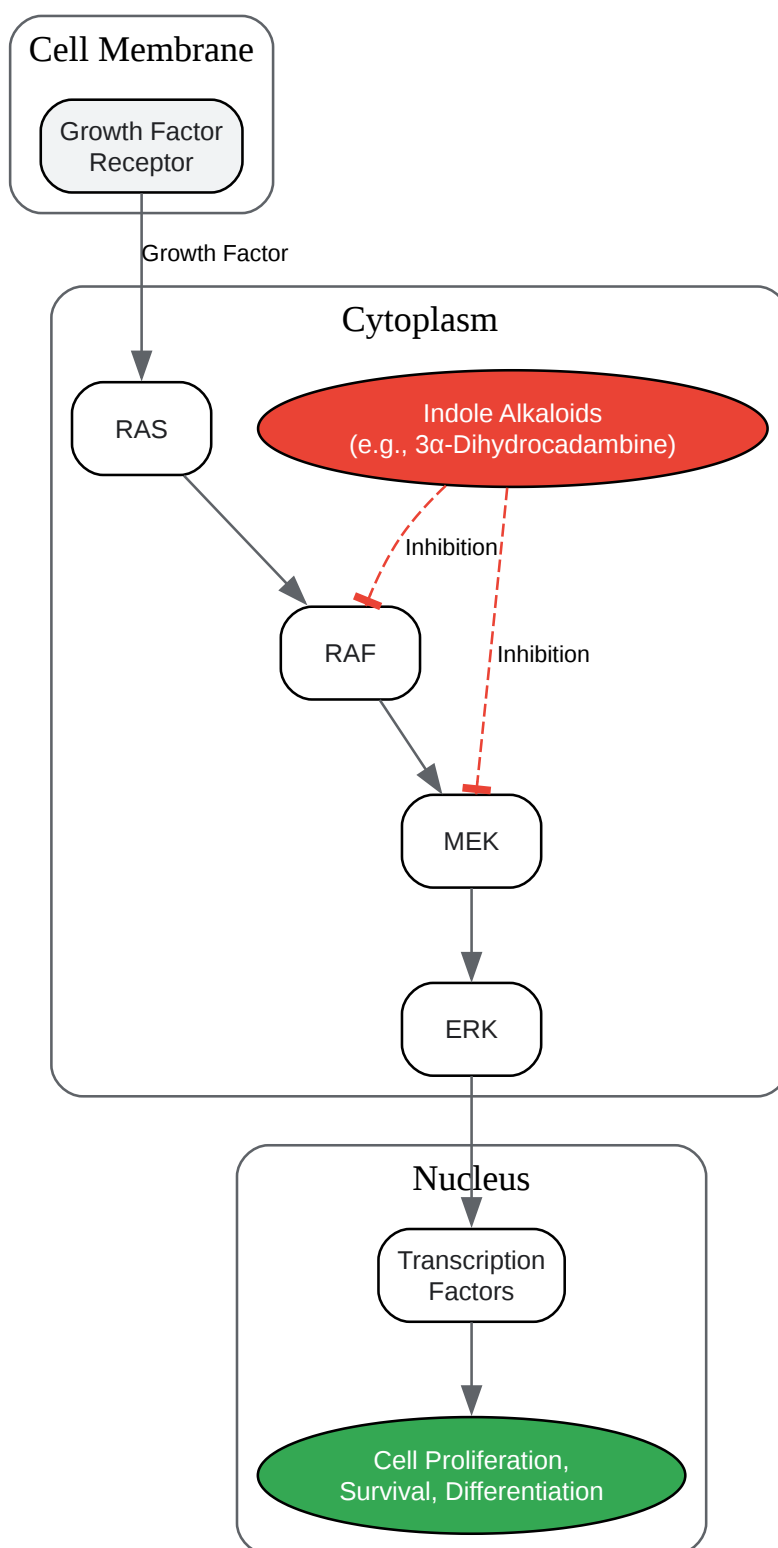 Cell Membrane
Growth Factor
Receptor
Growth Factor
Cytoplasm
RAS
Indole Alkaloids
(e.g., 3α-Dihydrocadambine)
Inhibition
RAF
Inhibition
MEK
ERK
Nucleus
Transcription
Factors
Cell Proliferation,
Survival, Differentiation